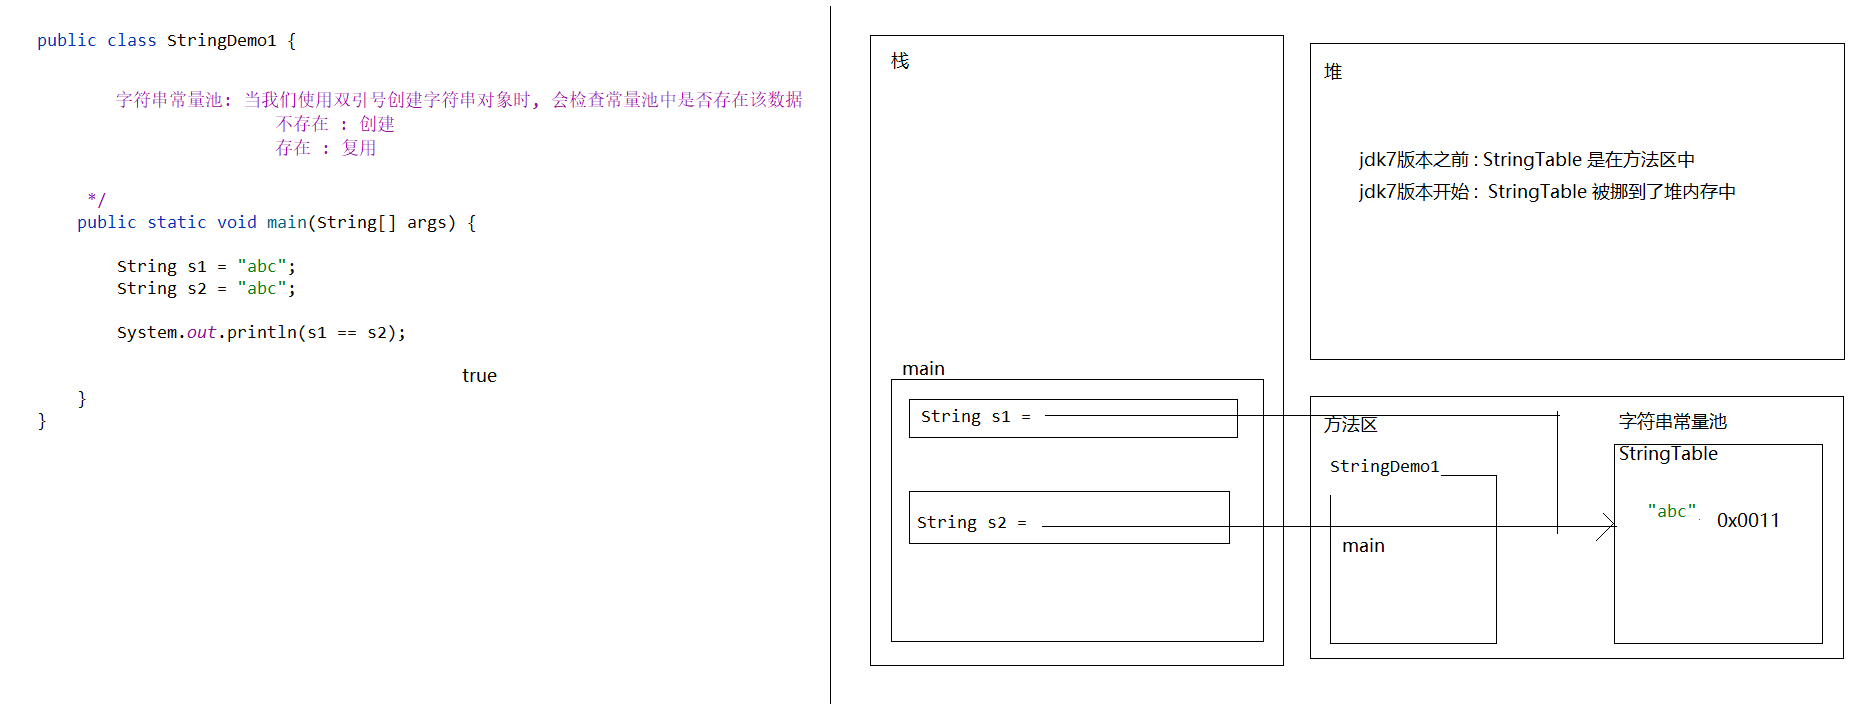 public class StringDemo1 {
字符串常量池: 当我们使用双引号创建字符串对象时, 会检查常量池中是否存在该数据
不存在 : 创建
存在 : 复用
*/
public static void main(String[] args) {
String s1 = "abc";
String s2 = "abc";
System.out.println(s1 == s2);
true
}
}
栈
main
String s1 =
String s2 =
堆
jdk7版本之前 : StringTable 是在方法区中
jdk7版本开始 : StringTable 被挪到了堆内存中
方法区
StringDemo1
main
字符串常量池
StringTable
"abc" 0x0011